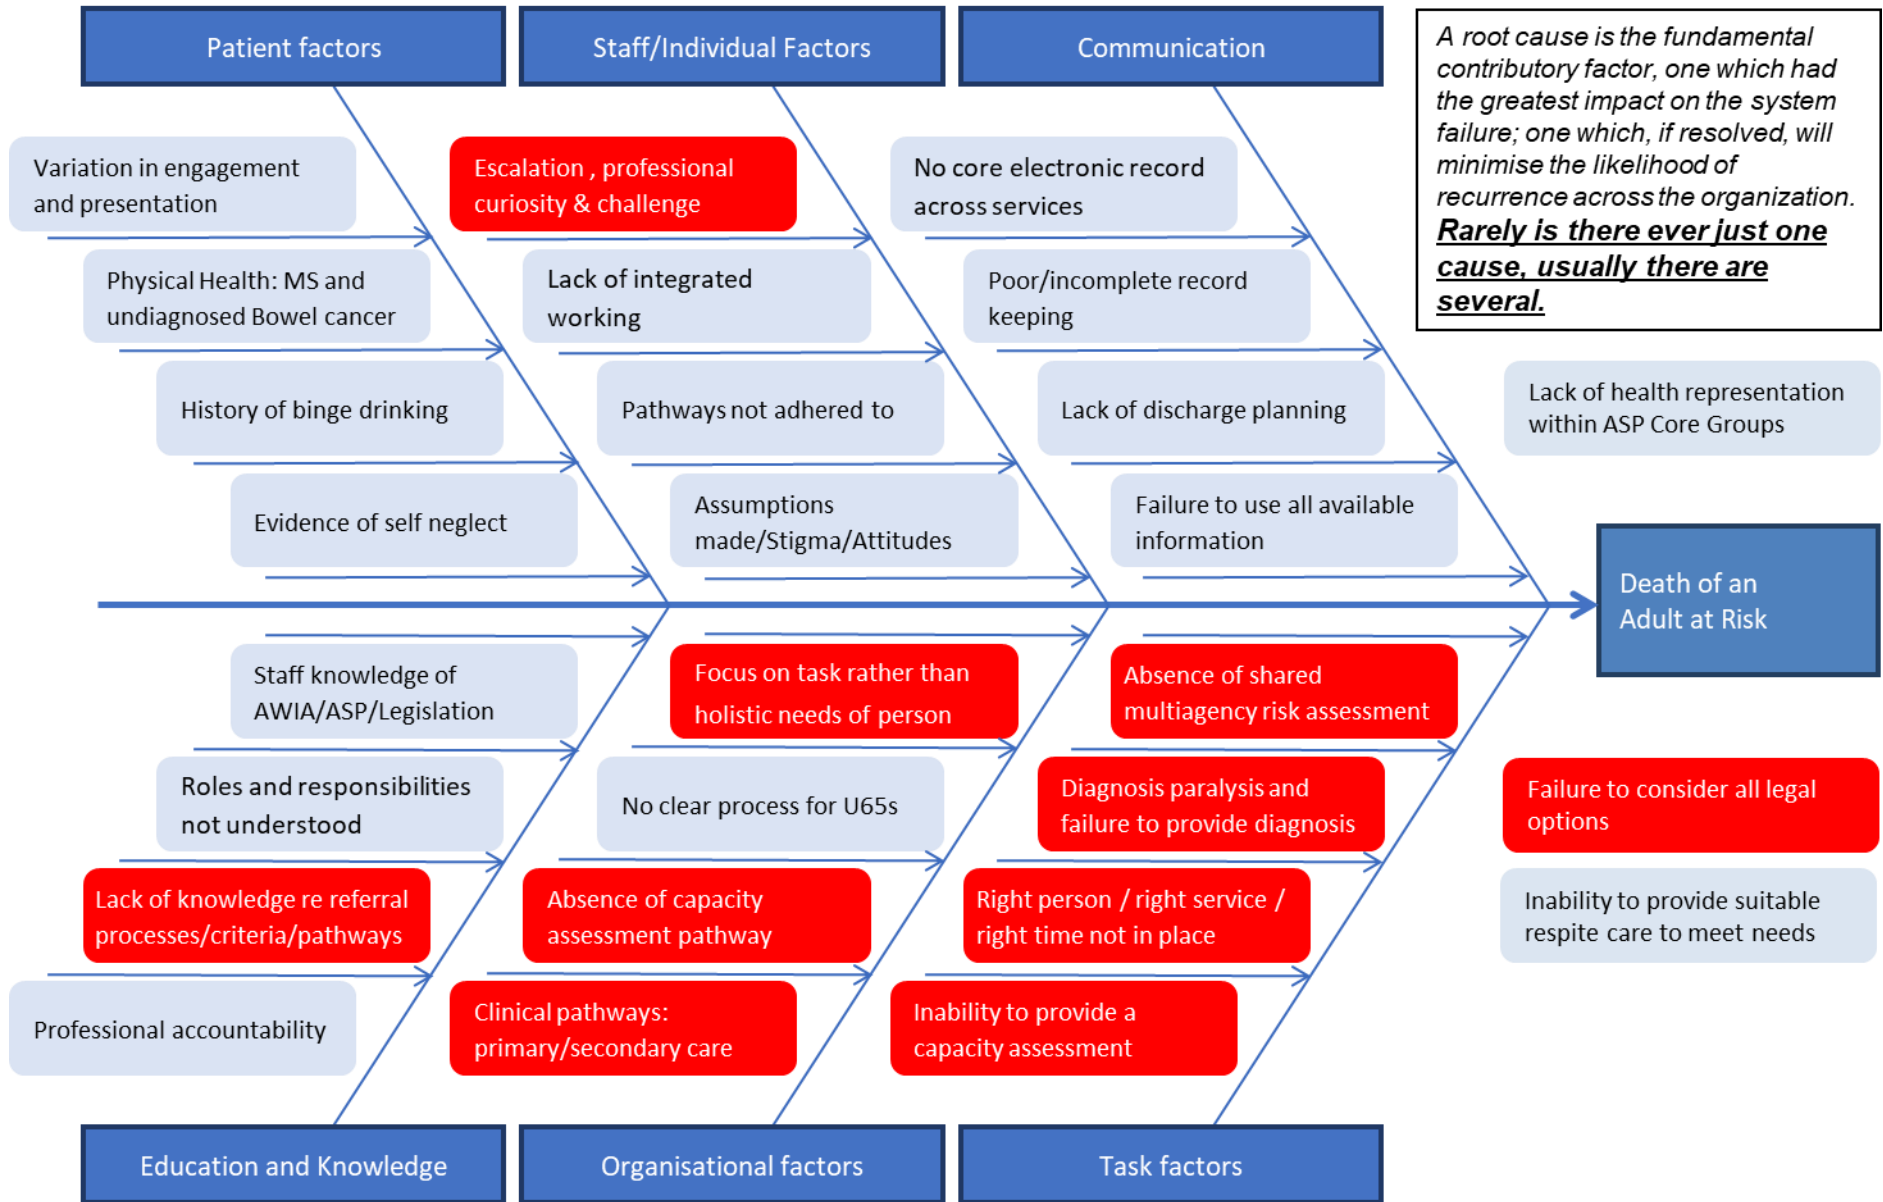 Patient factors
Staff/Individual Factors
Communication
A root cause is the fundamental
contributory factor, one which had
the greatest impact on the system
failure; one which, if resolved, will
minimise the likelihood of
recurrence across the organization.
Rarely is there ever just one
cause, usually there are
several.
Variation in engagement
and presentation
Escalation , professional
curiosity & challenge
No core electronic record
across services
Physical Health: MS and
undiagnosed Bowel cancer
Lack of integrated
working
Poor/incomplete record
keeping
History of binge drinking
Pathways not adhered to
Lack of discharge planning
Lack of health representation
within ASP Core Groups
Evidence of self neglect
Assumptions
made/Stigma/Attitudes
Failure to use all available
information
Death of an
Adult at Risk
Staff knowledge of
AWIA/ASP/Legislation
Focus on task rather than
holistic needs of person
Absence of shared
multiagency risk assessment
Roles and responsibilities
not understood
No clear process for U65s
Diagnosis paralysis and
failure to provide diagnosis
Failure to consider all legal
options
Lack of knowledge re referral
processes/criteria/pathways
Absence of capacity
assessment pathway
Right person / right service /
right time not in place
Inability to provide suitable
respite care to meet needs
Professional accountability
Clinical pathways:
primary/secondary care
Inability to provide a
capacity assessment
Education and Knowledge
Organisational factors
Task factors